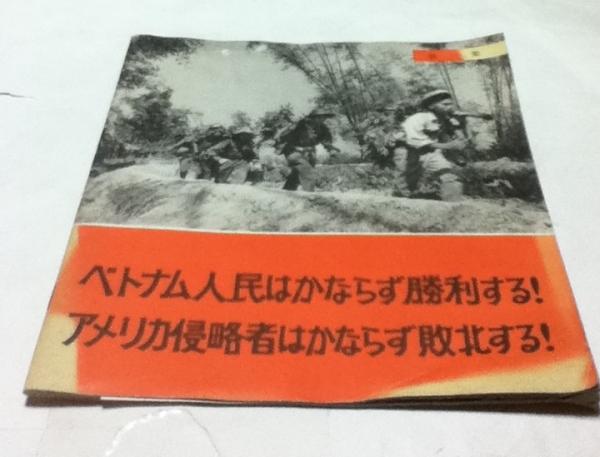 ベトナム人民はかならず勝利する!
アメリカ侵略者はかならず敗北する!